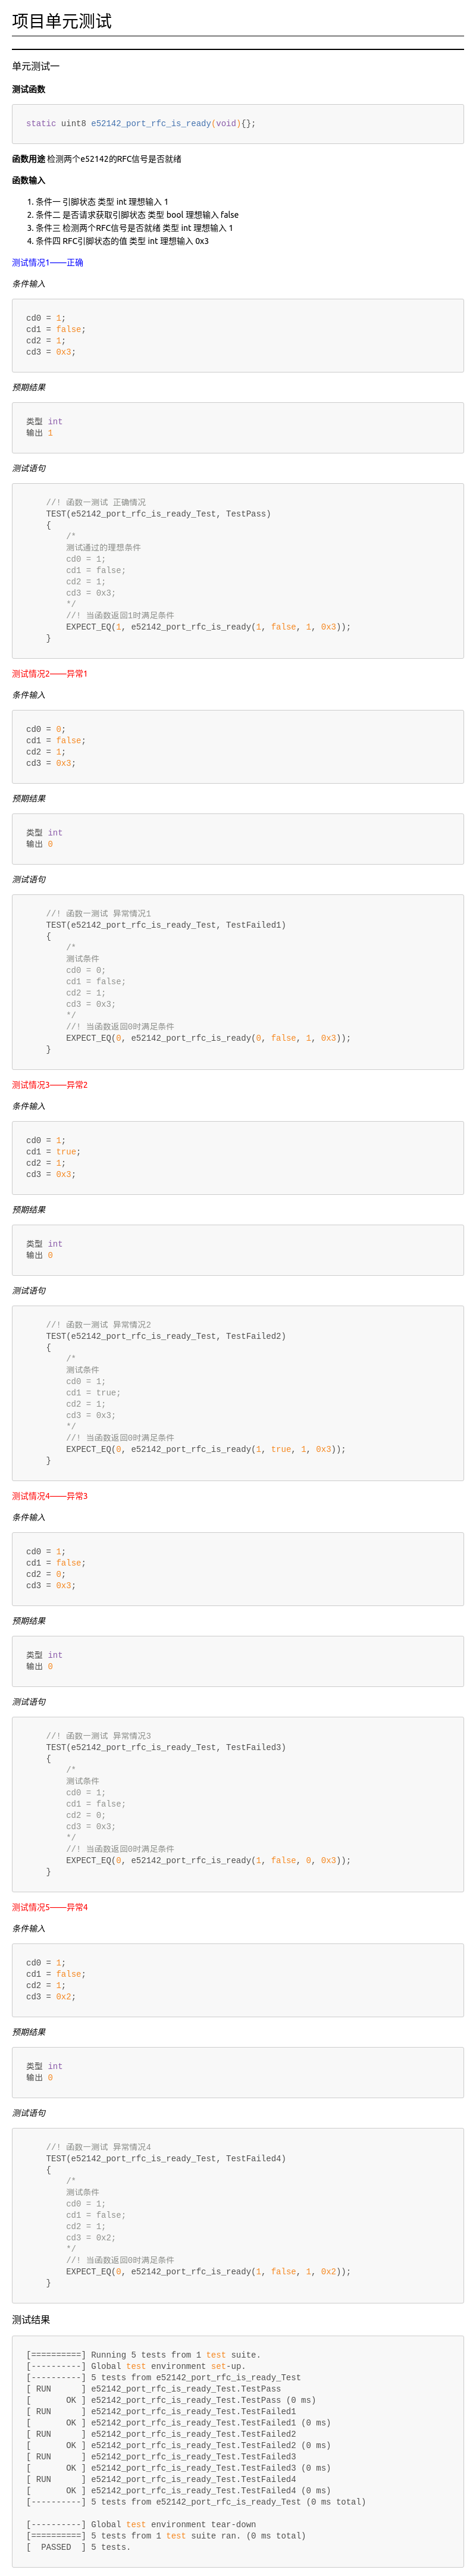 项目单元测试
单元测试一
测试函数
static uint8 e52142_port_rfc_is_ready(void){};
函数用途 检测两个e52142的RFC信号是否就绪
函数输入
1. 条件一 引脚状态 类型 int 理想输入 1
2. 条件二 是否请求获取引脚状态 类型 bool 理想输入 false
3. 条件三 检测两个RFC信号是否就绪 类型 int 理想输入 1
4. 条件四 RFC引脚状态的值 类型 int 理想输入 0x3
测试情况1——正确
条件输入
cd0 = 1;
cd1 = false;
cd2 = 1;
cd3 = 0x3;
预期结果
类型 int
输出 1
测试语句
//! 函数一测试 正确情况
TEST(e52142_port_rfc_is_ready_Test, TestPass)
{
/*
测试通过的理想条件
cd0 = 1;
cd1 = false;
cd2 = 1;
cd3 = 0x3;
*/
//! 当函数返回1时满足条件
EXPECT_EQ(1, e52142_port_rfc_is_ready(1, false, 1, 0x3));
}
测试情况2——异常1
条件输入
cd0 = 0;
cd1 = false;
cd2 = 1;
cd3 = 0x3;
预期结果
类型 int
输出 0
测试语句
//! 函数一测试 异常情况1
TEST(e52142_port_rfc_is_ready_Test, TestFailed1)
{
/*
测试条件
cd0 = 0;
cd1 = false;
cd2 = 1;
cd3 = 0x3;
*/
//! 当函数返回0时满足条件
EXPECT_EQ(0, e52142_port_rfc_is_ready(0, false, 1, 0x3));
}
测试情况3——异常2
条件输入
cd0 = 1;
cd1 = true;
cd2 = 1;
cd3 = 0x3;
预期结果
类型 int
输出 0
测试语句
//! 函数一测试 异常情况2
TEST(e52142_port_rfc_is_ready_Test, TestFailed2)
{
/*
测试条件
cd0 = 1;
cd1 = true;
cd2 = 1;
cd3 = 0x3;
*/
//! 当函数返回0时满足条件
EXPECT_EQ(0, e52142_port_rfc_is_ready(1, true, 1, 0x3));
}
测试情况4——异常3
条件输入
cd0 = 1;
cd1 = false;
cd2 = 0;
cd3 = 0x3;
预期结果
类型 int
输出 0
测试语句
//! 函数一测试 异常情况3
TEST(e52142_port_rfc_is_ready_Test, TestFailed3)
{
/*
测试条件
cd0 = 1;
cd1 = false;
cd2 = 0;
cd3 = 0x3;
*/
//! 当函数返回0时满足条件
EXPECT_EQ(0, e52142_port_rfc_is_ready(1, false, 0, 0x3));
}
测试情况5——异常4
条件输入
cd0 = 1;
cd1 = false;
cd2 = 1;
cd3 = 0x2;
预期结果
类型 int
输出 0
测试语句
//! 函数一测试 异常情况4
TEST(e52142_port_rfc_is_ready_Test, TestFailed4)
{
/*
测试条件
cd0 = 1;
cd1 = false;
cd2 = 1;
cd3 = 0x2;
*/
//! 当函数返回0时满足条件
EXPECT_EQ(0, e52142_port_rfc_is_ready(1, false, 1, 0x2));
}
测试结果
[==========] Running 5 tests from 1 test suite.
[----------] Global test environment set-up.
[----------] 5 tests from e52142_port_rfc_is_ready_Test
[ RUN      ] e52142_port_rfc_is_ready_Test.TestPass
[       OK ] e52142_port_rfc_is_ready_Test.TestPass (0 ms)
[ RUN      ] e52142_port_rfc_is_ready_Test.TestFailed1
[       OK ] e52142_port_rfc_is_ready_Test.TestFailed1 (0 ms)
[ RUN      ] e52142_port_rfc_is_ready_Test.TestFailed2
[       OK ] e52142_port_rfc_is_ready_Test.TestFailed2 (0 ms)
[ RUN      ] e52142_port_rfc_is_ready_Test.TestFailed3
[       OK ] e52142_port_rfc_is_ready_Test.TestFailed3 (0 ms)
[ RUN      ] e52142_port_rfc_is_ready_Test.TestFailed4
[       OK ] e52142_port_rfc_is_ready_Test.TestFailed4 (0 ms)
[----------] 5 tests from e52142_port_rfc_is_ready_Test (0 ms total)
[----------] Global test environment tear-down
[==========] 5 tests from 1 test suite ran. (0 ms total)
[  PASSED  ] 5 tests.